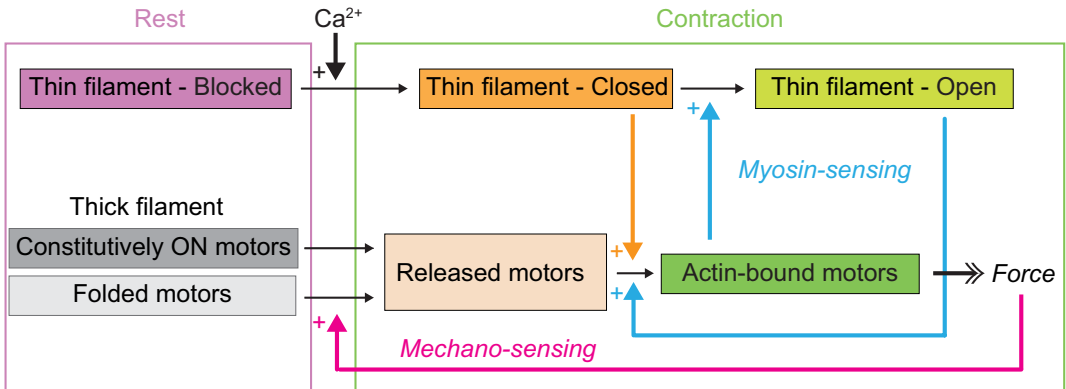 Rest
Ca²⁺
Contraction
+
Thin filament - Blocked
Thin filament - Closed
Thin filament - Open
+
Myosin-sensing
Thick filament
Constitutively ON motors
Folded motors
Released motors
+
+
Actin-bound motors
Force
+
Mechano-sensing